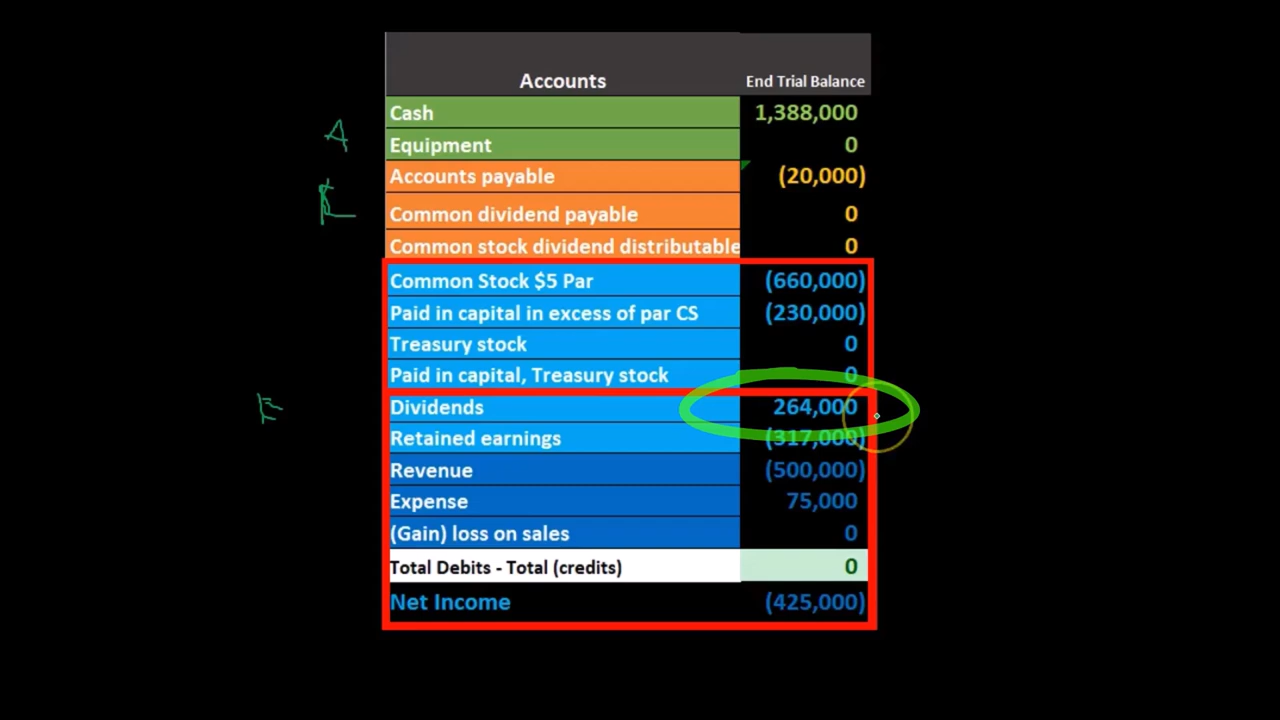 Accounts End Trial Balance
Cash 1,388,000
A
Equipment 0
Accounts payable (20,000)
L
Common dividend payable 0
Common stock dividend distributable 0
Common Stock $5 Par (660,000)
Paid in capital in excess of par CS (230,000)
Treasury stock 0
Paid in capital, Treasury stock 0
E Dividends 264,000
Retained earnings (317,000)
Revenue (500,000)
Expense 75,000
(Gain) loss on sales 0
Total Debits - Total (credits) 0
Net Income (425,000)